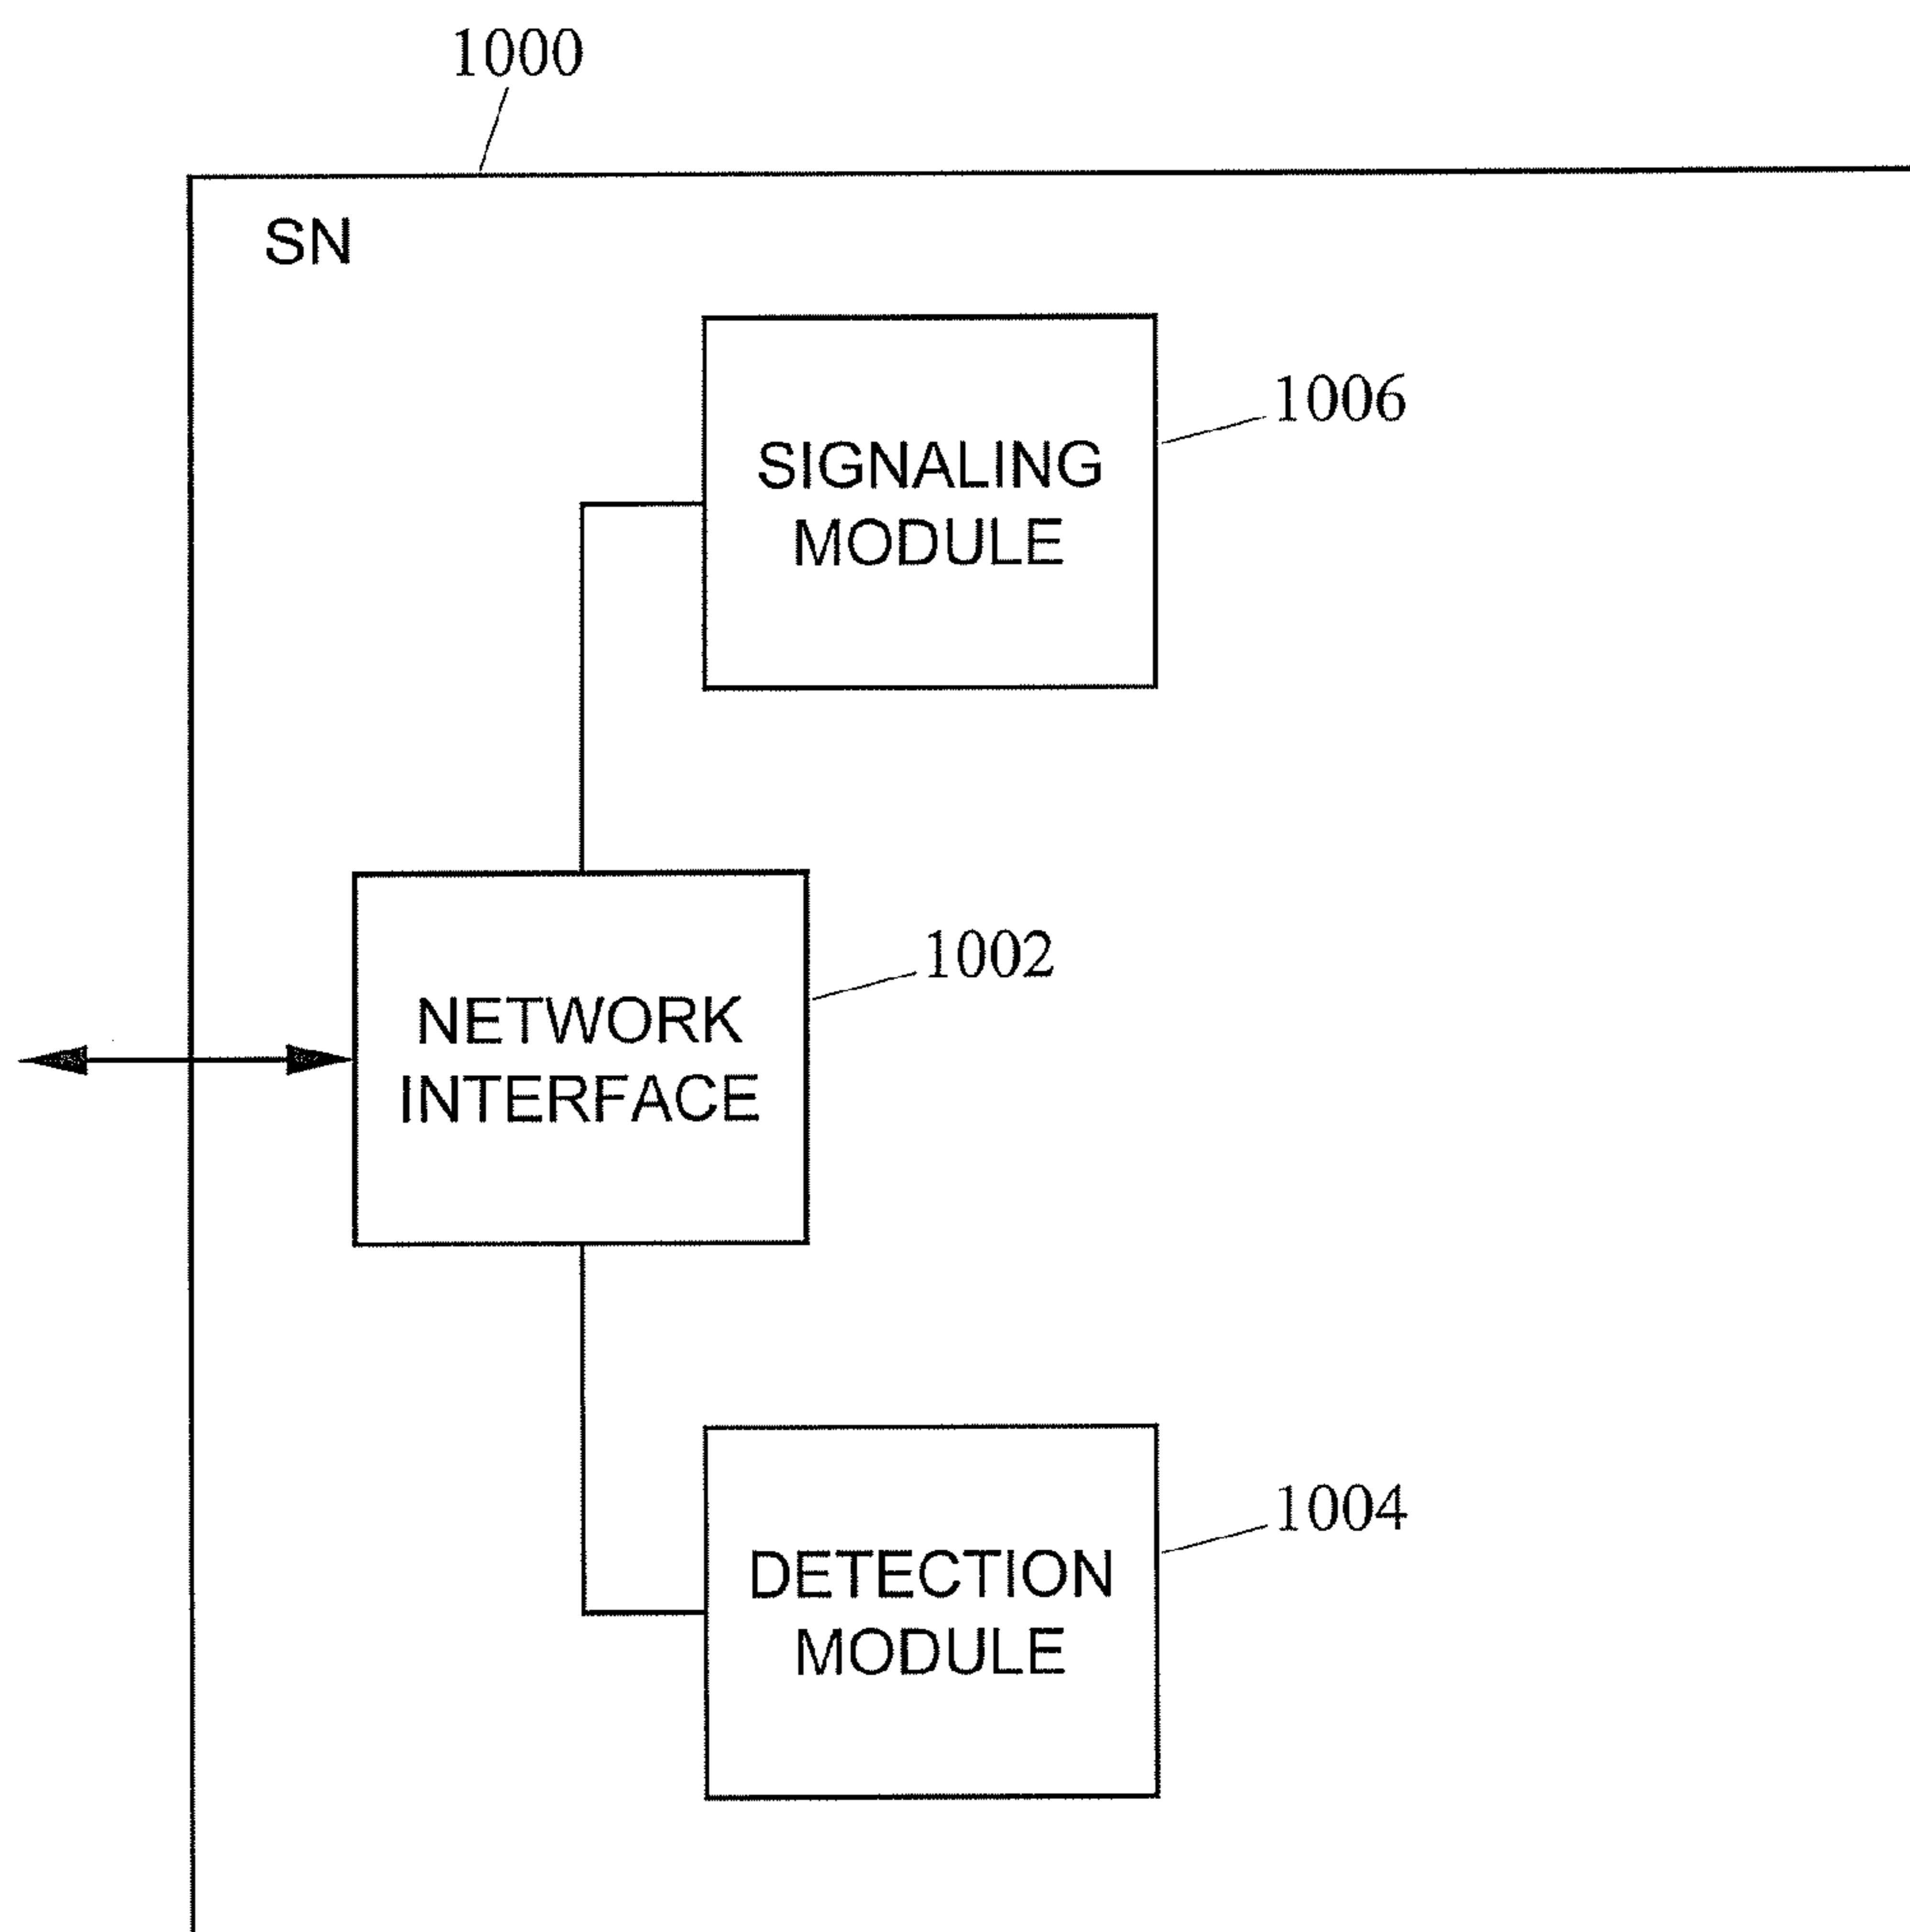 1000
SN
SIGNALING
MODULE
1006
NETWORK
INTERFACE
1002
DETECTION
MODULE
1004